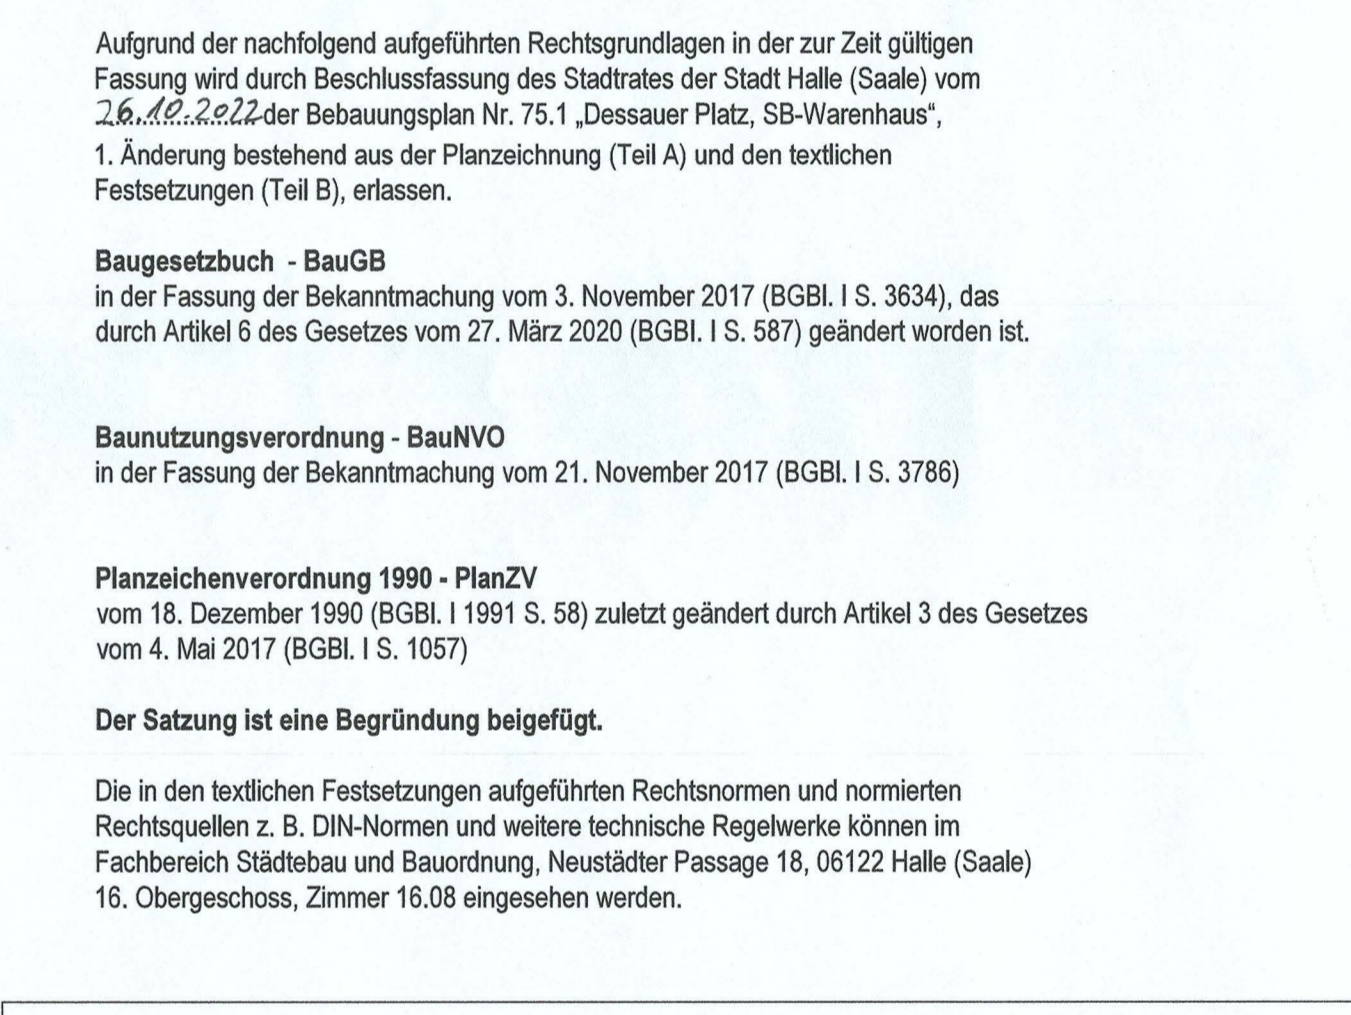 Aufgrund der nachfolgend aufgeführten Rechtsgrundlagen in der zur Zeit gültigen
Fassung wird durch Beschlussfassung des Stadtrates der Stadt Halle (Saale) vom
26.10.2022 der Bebauungsplan Nr. 75.1 „Dessauer Platz, SB-Warenhaus“,
1. Änderung bestehend aus der Planzeichnung (Teil A) und den textlichen
Festsetzungen (Teil B), erlassen.
Baugesetzbuch - BauGB
in der Fassung der Bekanntmachung vom 3. November 2017 (BGBl. I S. 3634), das
durch Artikel 6 des Gesetzes vom 27. März 2020 (BGBl. I S. 587) geändert worden ist.
Baunutzungsverordnung - BauNVO
in der Fassung der Bekanntmachung vom 21. November 2017 (BGBl. I S. 3786)
Planzeichenverordnung 1990 - PlanZV
vom 18. Dezember 1990 (BGBl. I 1991 S. 58) zuletzt geändert durch Artikel 3 des Gesetzes
vom 4. Mai 2017 (BGBl. I S. 1057)
Der Satzung ist eine Begründung beigefügt.
Die in den textlichen Festsetzungen aufgeführten Rechtsnormen und normierten
Rechtsquellen z. B. DIN-Normen und weitere technische Regelwerke können im
Fachbereich Städtebau und Bauordnung, Neustädter Passage 18, 06122 Halle (Saale)
16. Obergeschoss, Zimmer 16.08 eingesehen werden.